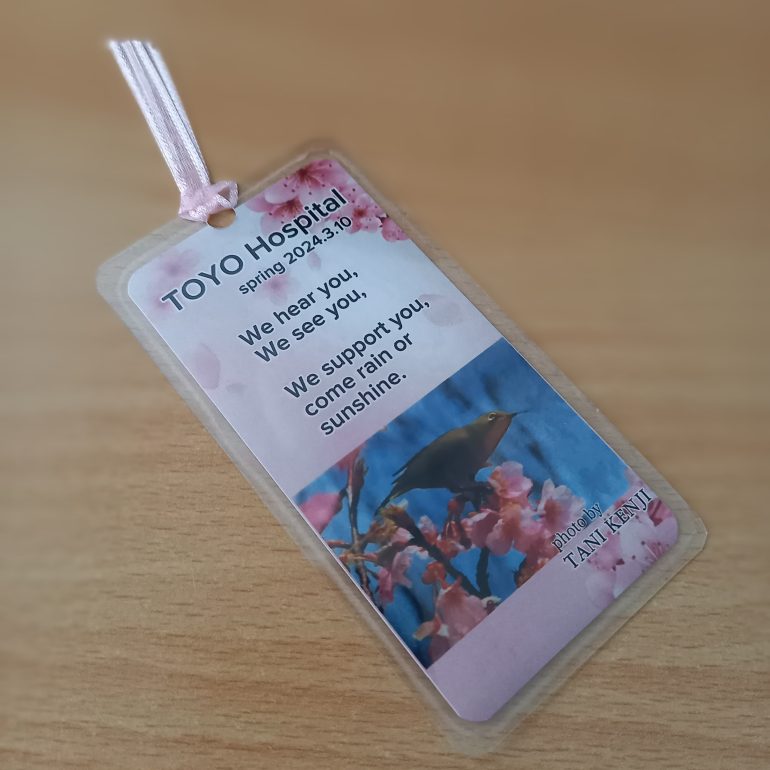 TOYO Hospital
spring 2024.3.10
We hear you,
We see you,
We support you,
come rain or
sunshine.
photo by
TANI KENJI